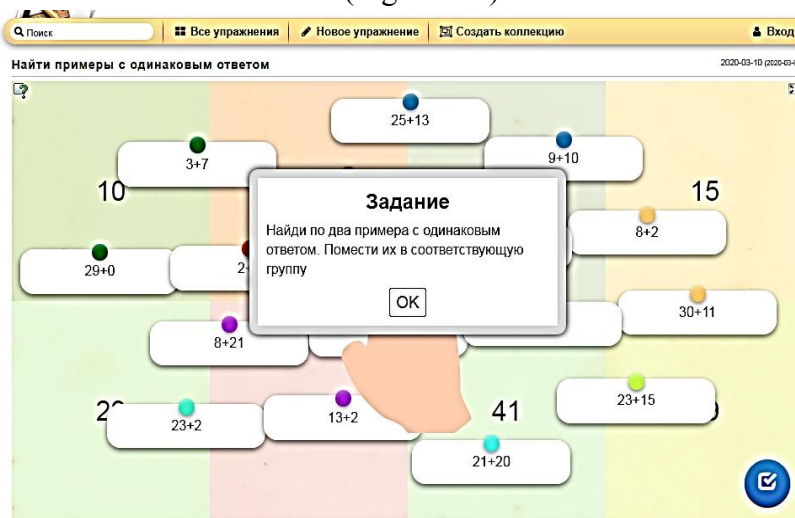 Поиск
Все упражнения
Новое упражнение
Создать коллекцию
Вход
Найти примеры с одинаковым ответом
2020-03-10
25+13
3+7
9+10
10
15
Задание
Найди по два примера с одинаковым
ответом. Помести их в соответствующую
группу
OK
8+2
29+0
30+11
8+21
23+15
23+2
13+2
41
21+20